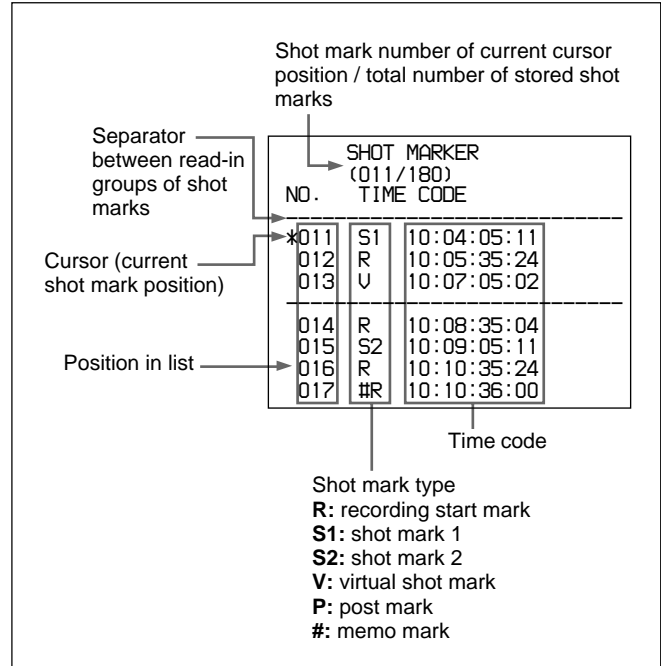 Shot mark number of current cursor
position / total number of stored shot
marks
Separator
between read-in
groups of shot
marks
SHOT MARKER
(011/180)
NO. TIME CODE
Cursor (current
shot mark position)
*011 S1 10:04:05:11
012 R 10:05:35:24
013 V 10:07:05:02
Position in list
014 R 10:08:35:04
015 S2 10:09:05:11
016 R 10:10:35:24
017 #R 10:10:36:00
Time code
Shot mark type
R: recording start mark
S1: shot mark 1
S2: shot mark 2
V: virtual shot mark
P: post mark
#: memo mark